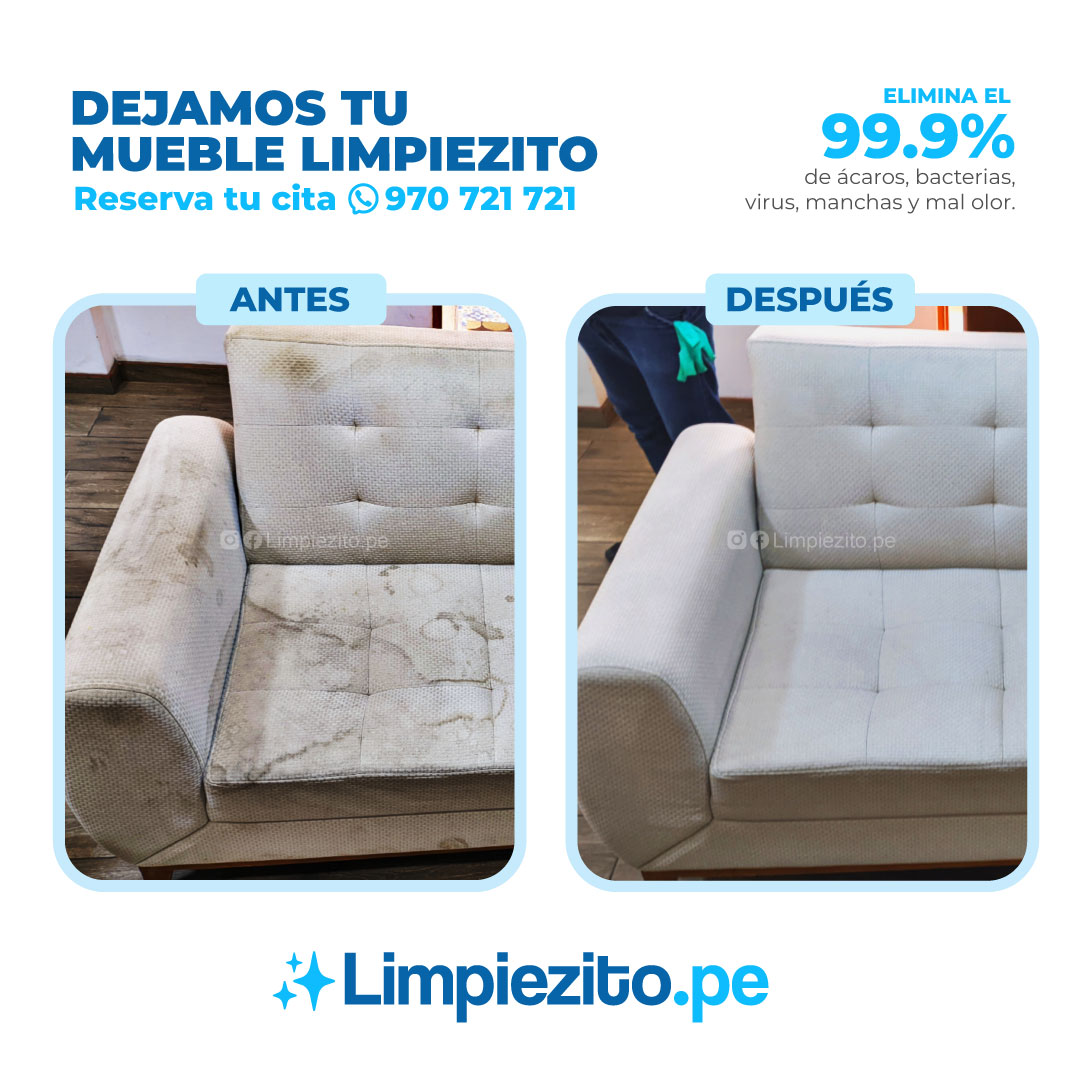 DEJAMOS TU
MUEBLE LIMPIEZITO
Reserva tu cita 970 721 721
ELIMINA EL
99.9%
de ácaros, bacterias,
virus, manchas y mal olor.
ANTES
DESPUÉS
Limpiezito.pe
Limpiezito.pe
Limpiezito.pe